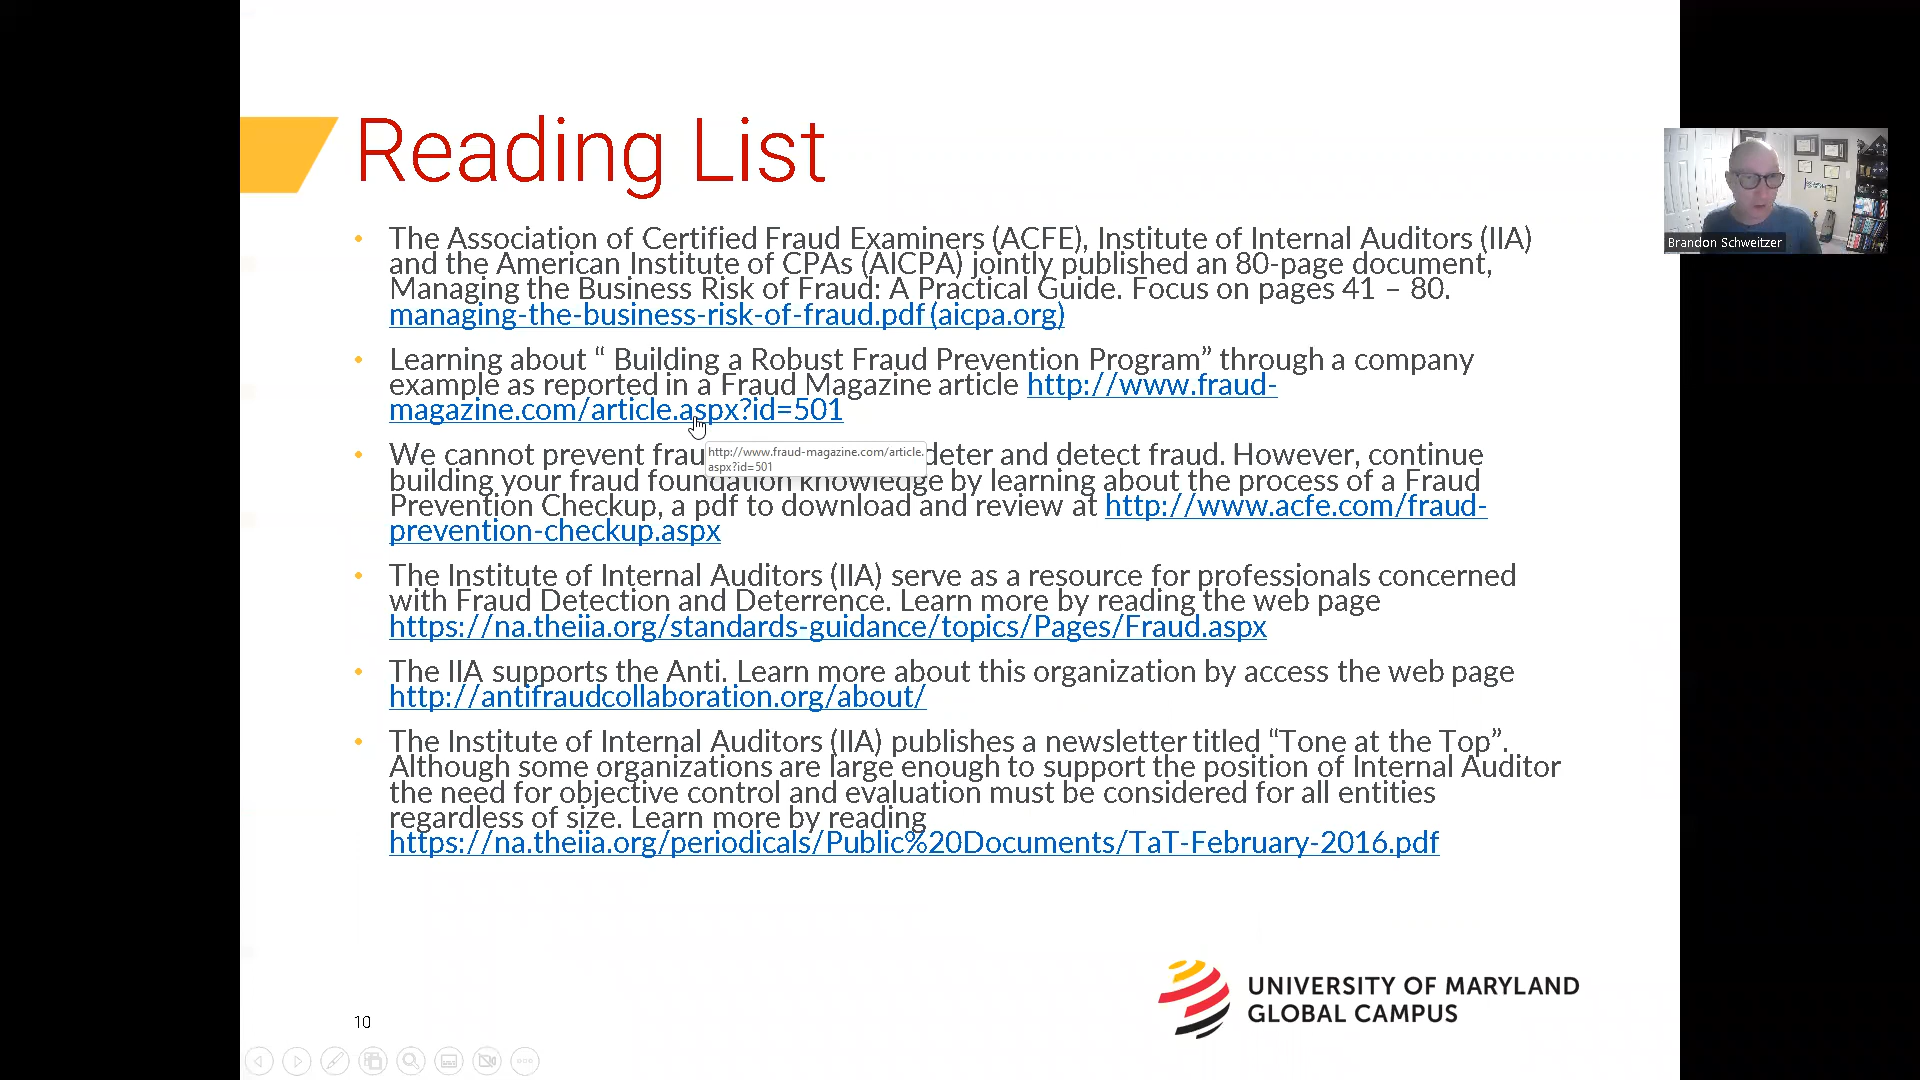 Reading List
• The Association of Certified Fraud Examiners (ACFE), Institute of Internal Auditors (IIA)
and the American Institute of CPAs (AICPA) jointly published an 80-page document,
Managing the Business Risk of Fraud: A Practical Guide. Focus on pages 41 – 80.
managing-the-business-risk-of-fraud.pdf (aicpa.org)
• Learning about “ Building a Robust Fraud Prevention Program” through a company
example as reported in a Fraud Magazine article http://www.fraud-
magazine.com/article.aspx?id=501
• We cannot prevent deter and detect fraud. However, continue
building your fraud foundation knowledge by learning about the process of a Fraud
Prevention Checkup, a pdf to download and review at http://www.acfe.com/fraud-
prevention-checkup.aspx
http://www.fraud-magazine.com/article.
aspx?id=501
• The Institute of Internal Auditors (IIA) serve as a resource for professionals concerned
with Fraud Detection and Deterrence. Learn more by reading the web page
https://na.theiia.org/standards-guidance/topics/Pages/Fraud.aspx
• The IIA supports the Anti. Learn more about this organization by access the web page
http://antifraudcollaboration.org/about/
• The Institute of Internal Auditors (IIA) publishes a newsletter titled “Tone at the Top”.
Although some organizations are large enough to support the position of Internal Auditor
the need for objective control and evaluation must be considered for all entities
regardless of size. Learn more by reading
https://na.theiia.org/periodicals/Public%20Documents/TaT-February-2016.pdf
Brandon Schweitzer
UNIVERSITY OF MARYLAND
GLOBAL CAMPUS
10